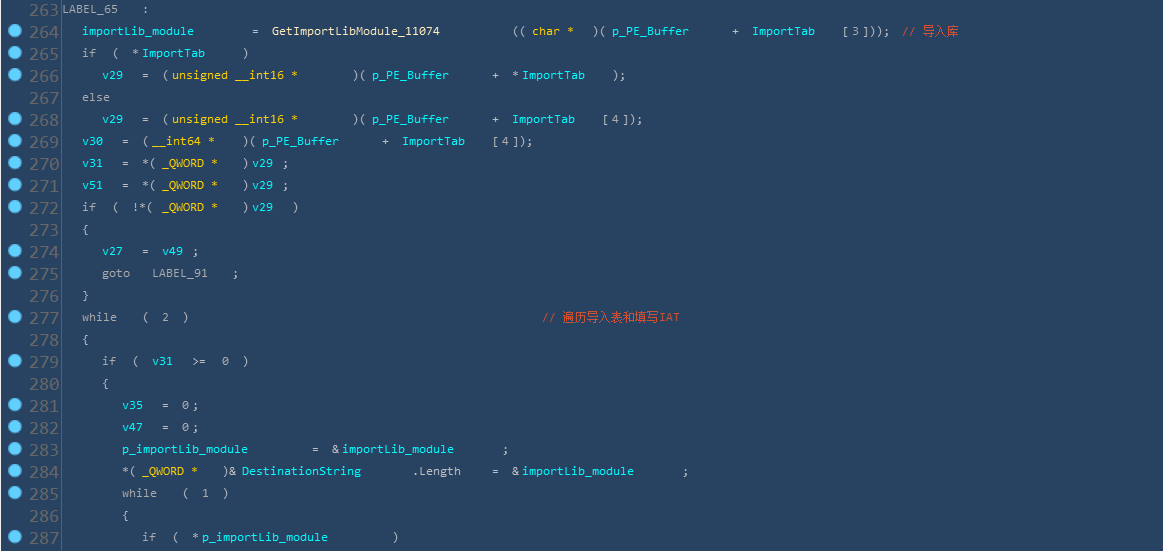 263 LABEL_65 :
264 importLib_module = GetImportLibModule_11074 (( char * )( p_PE_Buffer + ImportTab [ 3 ])); // 导入库
265 if ( * ImportTab )
266 v29 = ( unsigned __int16 * )( p_PE_Buffer + * ImportTab );
267 else
268 v29 = ( unsigned __int16 * )( p_PE_Buffer + ImportTab [ 4 ]);
269 v30 = ( __int64 * )( p_PE_Buffer + ImportTab [ 4 ]);
270 v31 = *( _QWORD * ) v29 ;
271 v51 = *( _QWORD * ) v29 ;
272 if ( !*( _QWORD * ) v29 )
273 {
274 v27 = v49 ;
275 goto LABEL_91 ;
276 }
277 while ( 2 ) // 遍历导入表和填写IAT
278 {
279 if ( v31 >= 0 )
280 {
281 v35 = 0 ;
282 v47 = 0 ;
283 p_importLib_module = & importLib_module ;
284 *( _QWORD * )& DestinationString .Length = & importLib_module ;
285 while ( 1 )
286 {
287 if ( * p_importLib_module )